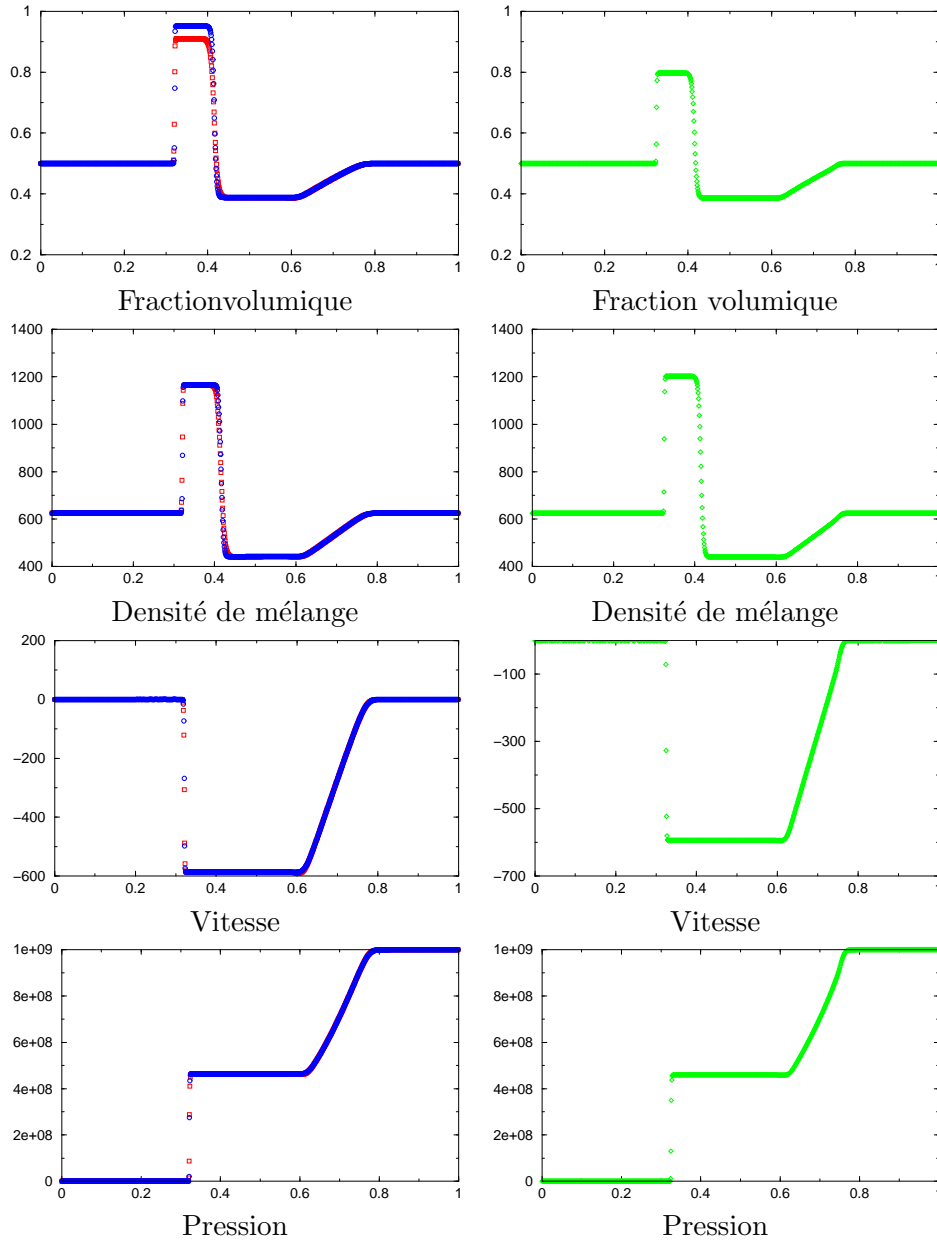 1
0.8
0.6
0.4
0.2
0 0.2 0.4 0.6 0.8 1
Fractionvolumique
1
0.8
0.6
0.4
0.2
0 0.2 0.4 0.6 0.8 1
Fraction volumique
1400
1200
1000
800
600
400
0 0.2 0.4 0.6 0.8 1
Densité de mélange
1400
1200
1000
800
600
400
0 0.2 0.4 0.6 0.8 1
Densité de mélange
200
0
−200
−400
−600
0 0.2 0.4 0.6 0.8 1
Vitesse
−100
−300
−500
−700
0 0.2 0.4 0.6 0.8 1
Vitesse
1e+09
8e+08
6e+08
4e+08
2e+08
0
0 0.2 0.4 0.6 0.8 1
Pression
1e+09
8e+08
6e+08
4e+08
2e+08
0
0 0.2 0.4 0.6 0.8 1
Pression